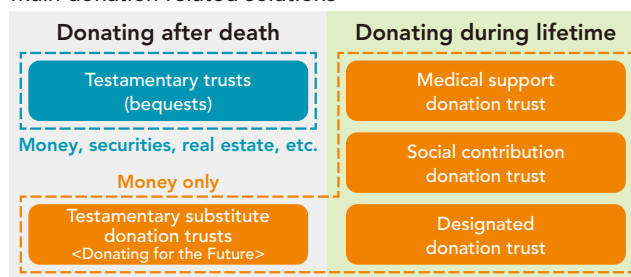 Main donation-related solutions
Donating after death
Testamentary trusts
(bequests)
Money, securities, real estate, etc.
Money only
Testamentary substitute
donation trusts
<Donating for the Future>
Donating during lifetime
Medical support
donation trust
Social contribution
donation trust
Designated
donation trust